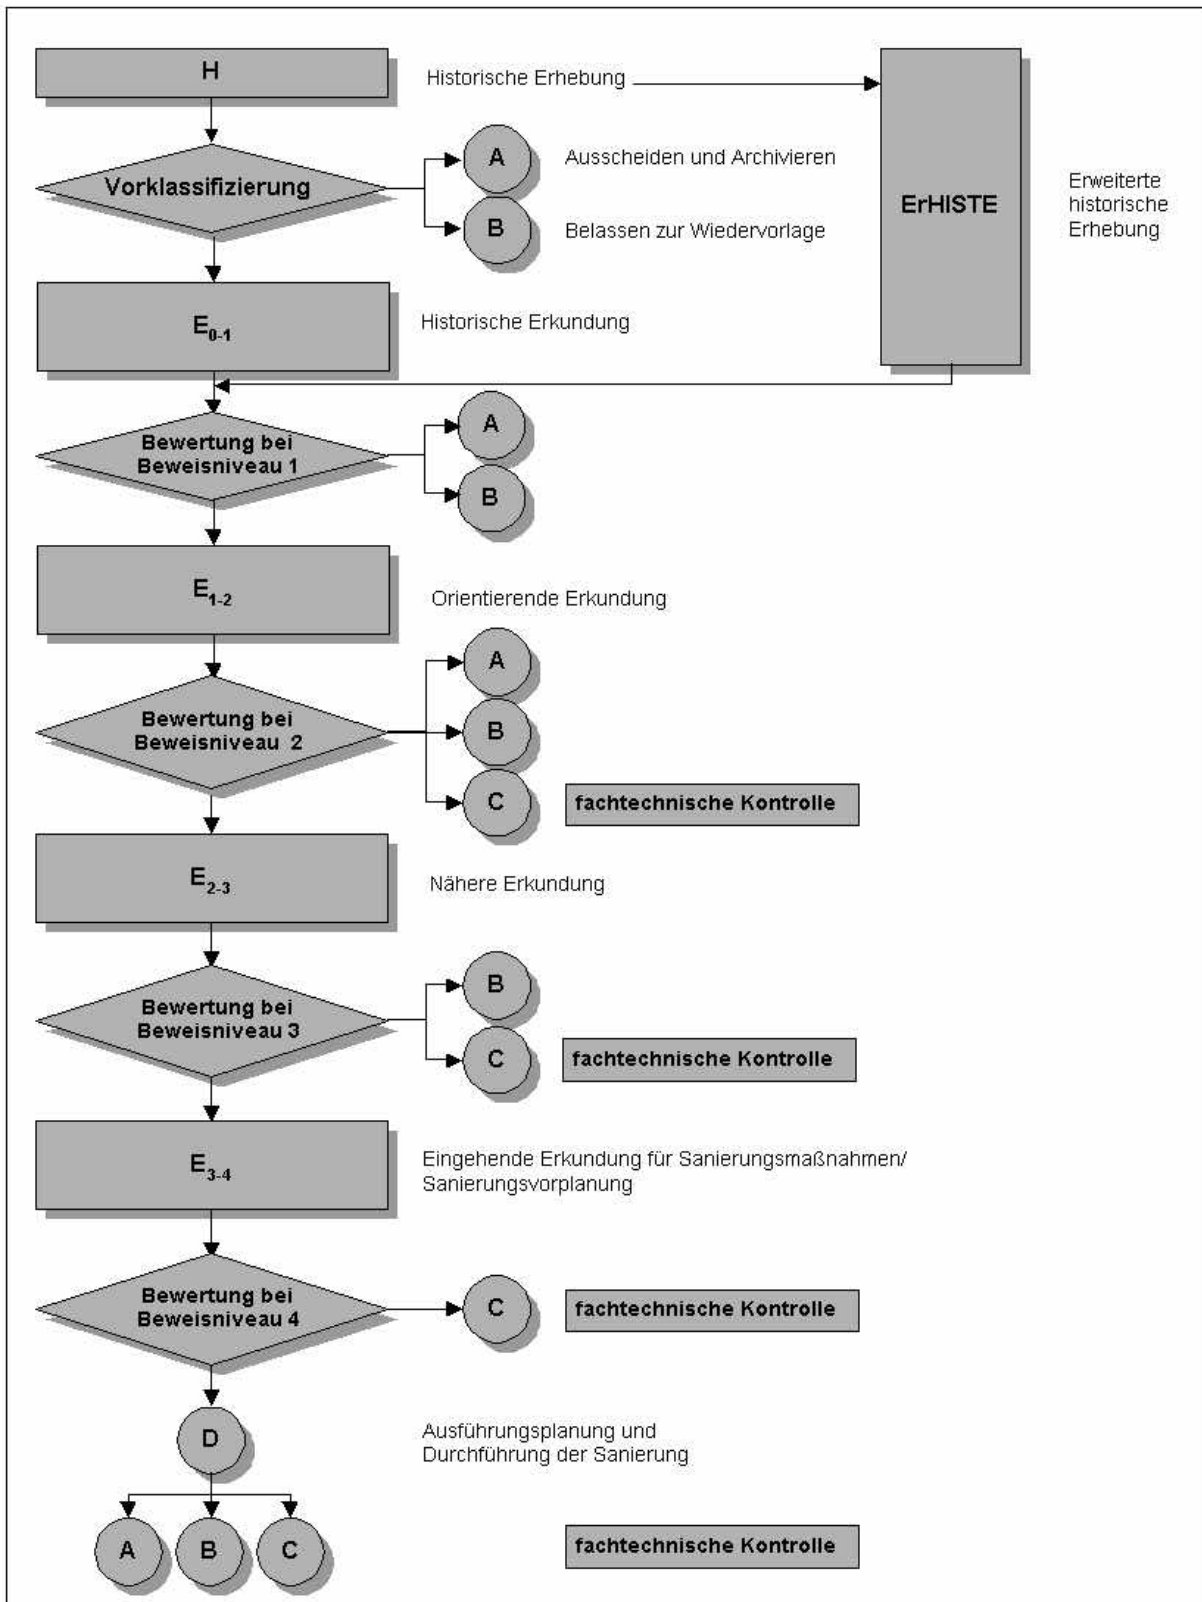 H
Historische Erhebung
Vorklassifizierung
A
Ausscheiden und Archivieren
B
Belassen zur Wiedervorlage
ErHISTE
Erweiterte
historische
Erhebung
E0-1
Historische Erkundung
Bewertung bei
Beweisniveau 1
A
B
E1-2
Orientierende Erkundung
Bewertung bei
Beweisniveau 2
A
B
C
fachtechnische Kontrolle
E2-3
Nähere Erkundung
Bewertung bei
Beweisniveau 3
B
C
fachtechnische Kontrolle
E3-4
Eingehende Erkundung für Sanierungsmaßnahmen/
Sanierungsvorplanung
Bewertung bei
Beweisniveau 4
C
fachtechnische Kontrolle
D
Ausführungsplanung und
Durchführung der Sanierung
A
B
C
fachtechnische Kontrolle